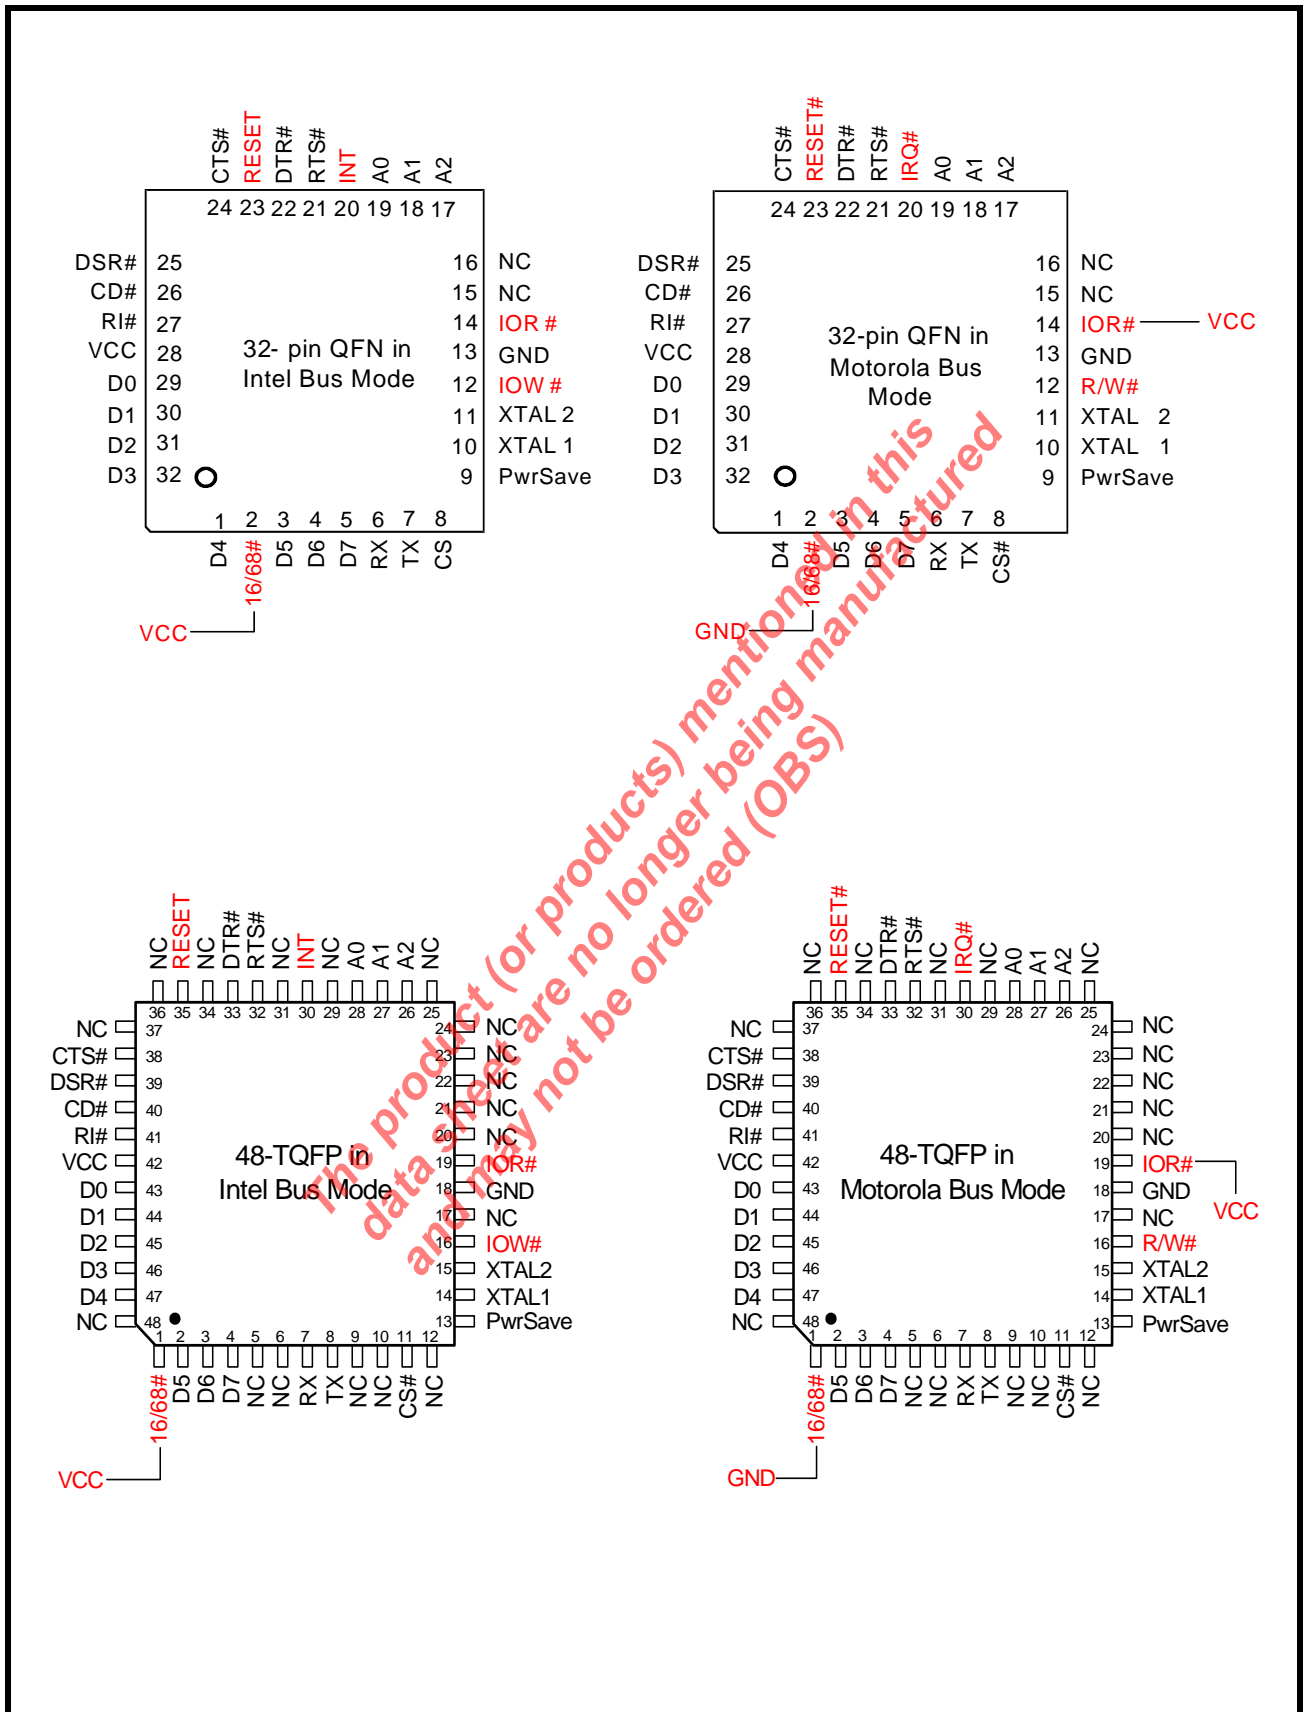 CTS# RESET DTR# RTS# INT A0 A1 A2
24 23 22 21 20 19 18 17
DSR# 25 16 NC
CD# 26 15 NC
RI# 27 14 IOR #
VCC 28 13 GND
D0 29 12 IOW #
D1 30 11 XTAL 2
D2 31 10 XTAL 1
D3 32 9 PwrSave
32- pin QFN in
Intel Bus Mode
1 2 3 4 5 6 7 8
D4 16/68# D5 D6 D7 RX TX CS
VCC
CTS# RESET# DTR# RTS# IRQ# A0 A1 A2
24 23 22 21 20 19 18 17
DSR# 25 16 NC
CD# 26 15 NC
RI# 27 14 IOR# VCC
VCC 28 13 GND
D0 29 12 R/W#
D1 30 11 XTAL 2
D2 31 10 XTAL 1
D3 32 9 PwrSave
32-pin QFN in
Motorola Bus
Mode
1 2 3 4 5 6 7 8
D4 16/68# D5 D6 D7 RX TX CS#
GND
The product (or products) mentioned in this
data sheet are no longer being manufactured
and may not be ordered (OBS)
NC RESET NC DTR# RTS# NC INT NC A0 A1 A2 NC
36 35 34 33 32 31 30 29 28 27 26 25
NC 37 24 NC
CTS# 38 23 NC
DSR# 39 22 NC
CD# 40 21 NC
RI# 41 20 NC
VCC 42 19 IOR#
D0 43 18 GND
D1 44 17 NC
D2 45 16 IOW#
D3 46 15 XTAL2
D4 47 14 XTAL1
NC 48 13 PwrSave
48-TQFP in
Intel Bus Mode
1 2 3 4 5 6 7 8 9 10 11 12
16/68# D5 D6 D7 NC NC RX TX NC NC CS# NC
VCC
NC RESET# NC DTR# RTS# NC IRQ# NC A0 A1 A2 NC
36 35 34 33 32 31 30 29 28 27 26 25
NC 37 24 NC
CTS# 38 23 NC
DSR# 39 22 NC
CD# 40 21 NC
RI# 41 20 NC
VCC 42 19 IOR#
D0 43 18 GND
VCC
D1 44 17 NC
D2 45 16 R/W#
D3 46 15 XTAL2
D4 47 14 XTAL1
NC 48 13 PwrSave
48-TQFP in
Motorola Bus Mode
1 2 3 4 5 6 7 8 9 10 11 12
16/68# D5 D6 D7 NC NC RX TX NC NC CS# NC
GND